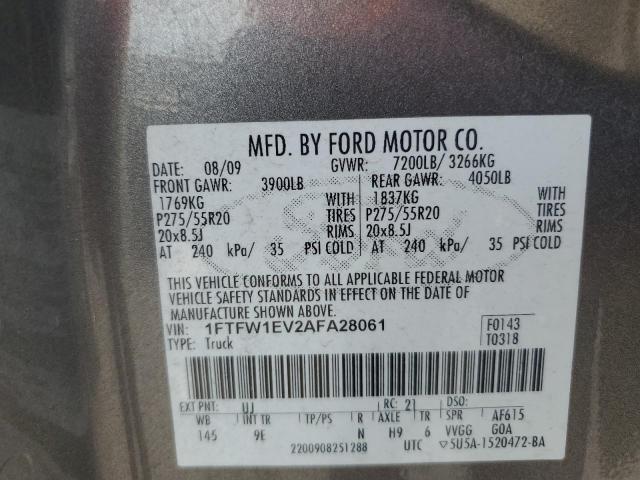 MFD. BY FORD MOTOR CO.
DATE: 08/09 GVWR: 7200LB/ 3266KG
FRONT GAWR: 3900LB REAR GAWR: 4050LB
1769KG WITH 1837KG WITH
P275/55R20 TIRES P275/55R20 TIRES
20x8.5J RIMS 20x8.5J RIMS
AT 240 kPa/ 35 PSI COLD AT 240 kPa/ 35 PSI COLD
THIS VEHICLE CONFORMS TO ALL APPLICABLE FEDERAL MOTOR
VEHICLE SAFETY STANDARDS IN EFFECT ON THE DATE OF
MANUFACTURE SHOWN ABOVE.
VIN: 1FTFW1EV2AFA28061 F0143
TYPE: Truck T0318
EXT PNT: UJ RC: 21 DSO:
WB INT TR TP/PS R AXLE TR SPR AF615
145 9E N H9 6 VVGG GOA
2200908251288 UTC ▽5U5A-1520472-BA